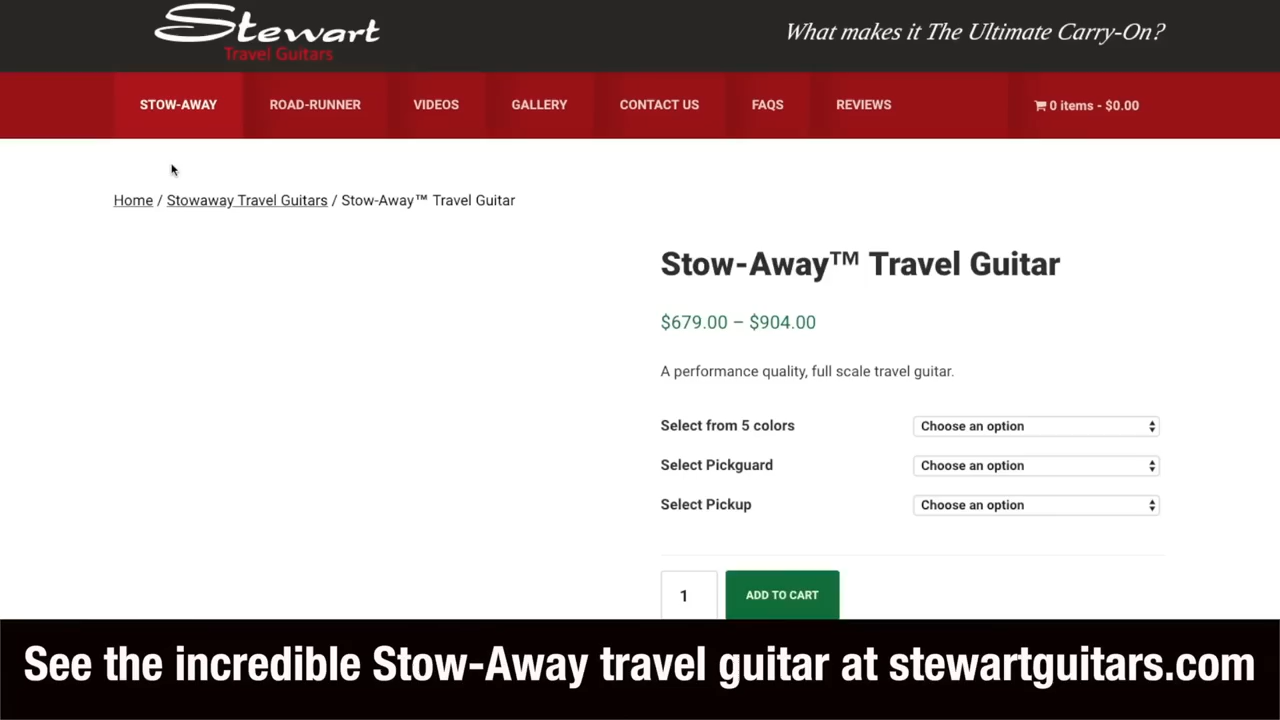 Stewart
Travel Guitars
What makes it The Ultimate Carry-On?
STOW-AWAY ROAD-RUNNER VIDEOS GALLERY CONTACT US FAQS REVIEWS 0 items - $0.00
Home / Stowaway Travel Guitars / Stow-Away™ Travel Guitar
Stow-Away™ Travel Guitar
$679.00 – $904.00
A performance quality, full scale travel guitar.
Select from 5 colors Choose an option
Select Pickguard Choose an option
Select Pickup Choose an option
1 ADD TO CART
See the incredible Stow-Away travel guitar at stewartguitars.com